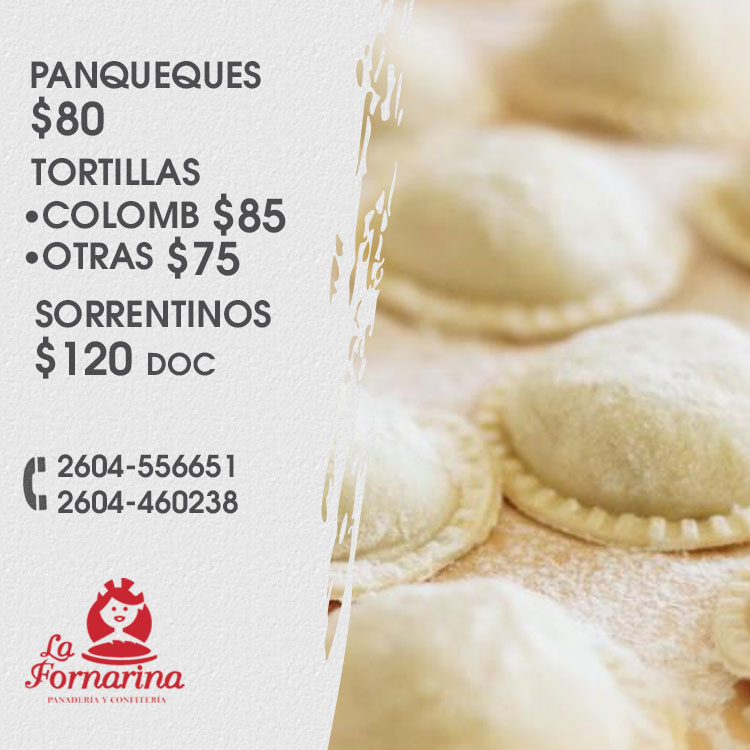 PANQUEQUES
$80
TORTILLAS
•COLOMB $85
•OTRAS $75
SORRENTINOS
$120 DOC
2604-556651
2604-460238
La
Fornarina
PANADERÍA Y CONFITERÍA